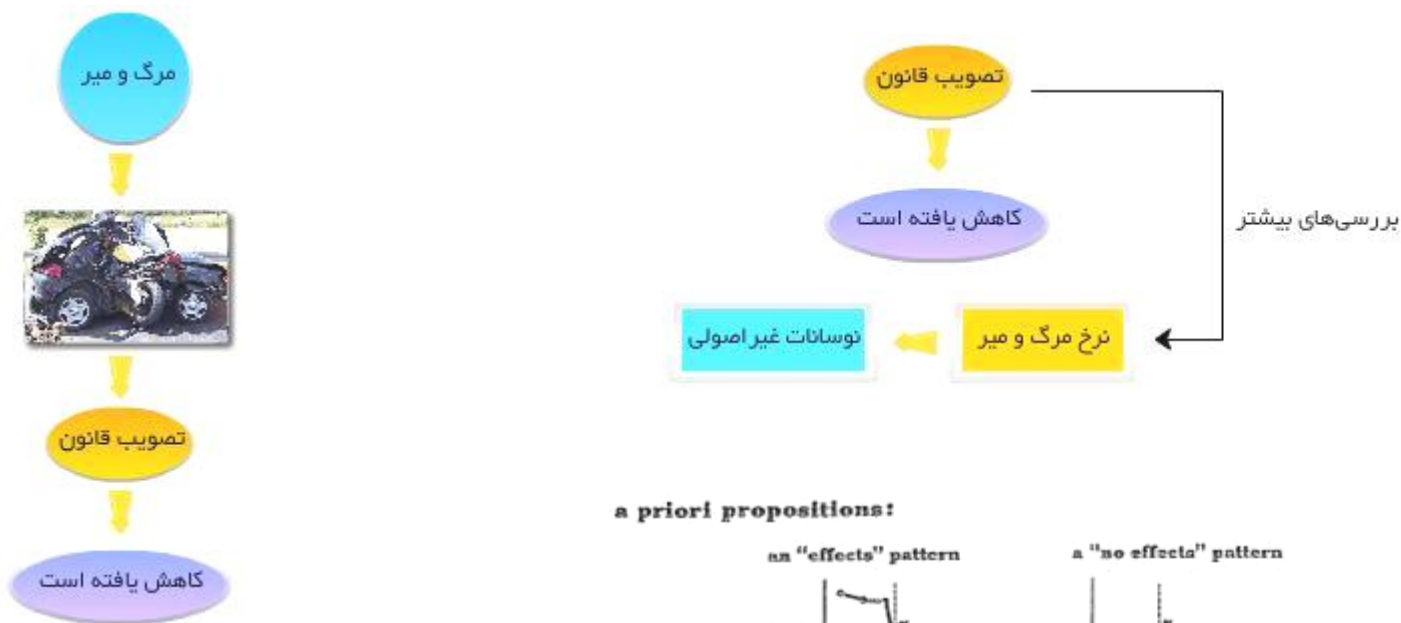 مرگ و میر
تصویب قانون
کاهش یافته است
تصویب قانون
کاهش یافته است
بررسی‌های بیشتر
نرخ مرگ و میر
نوسانات غیر اصولی
a priori propositions:
an "effects" pattern
a "no effects" pattern